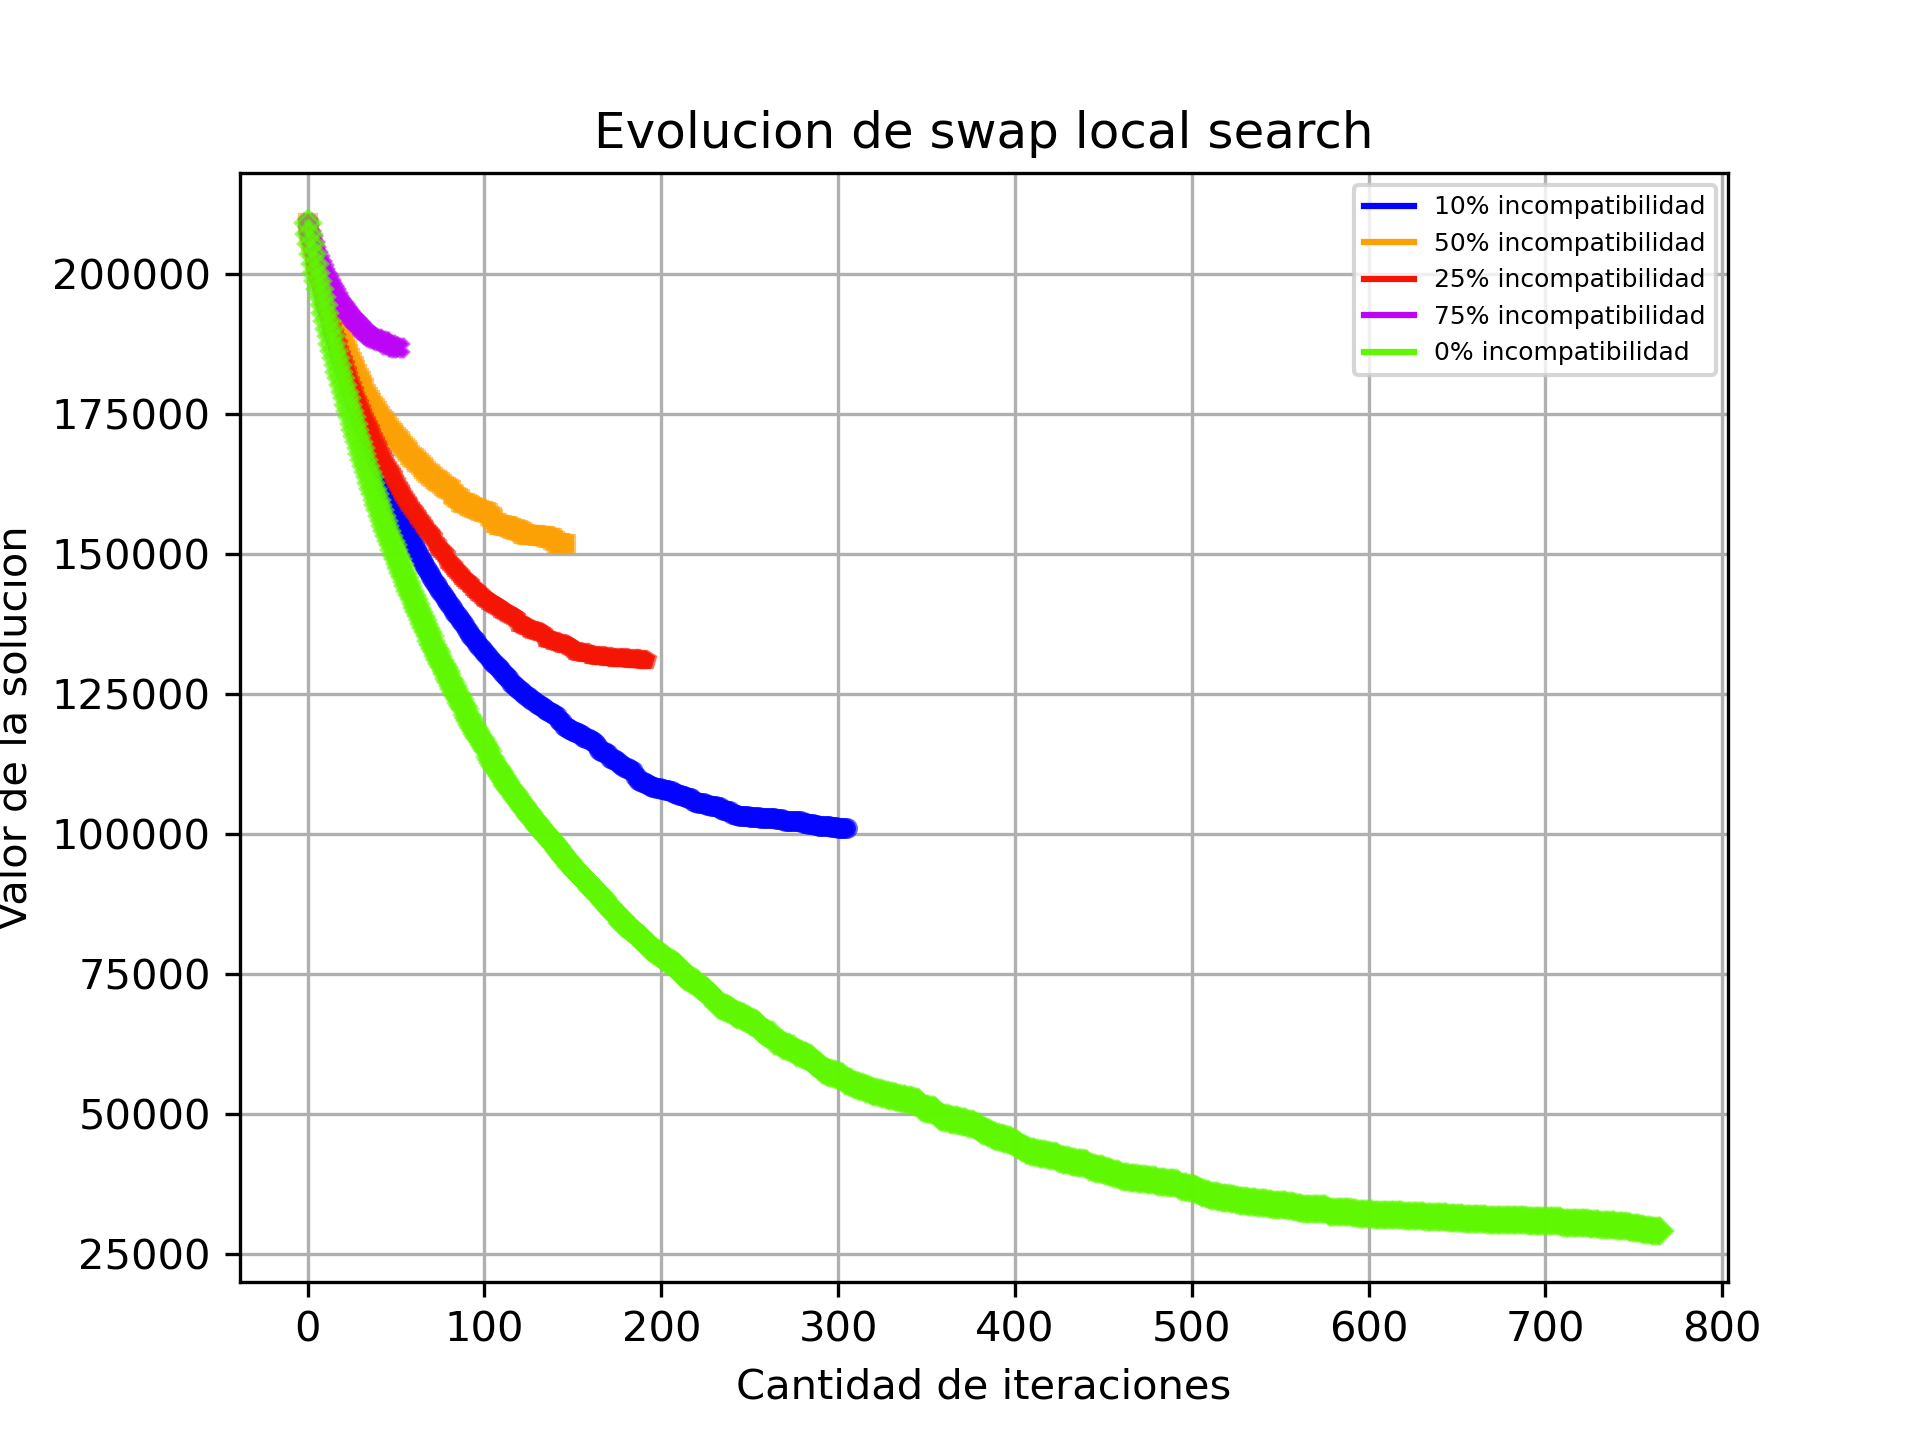 Evolucion de swap local search
10% incompatibilidad
50% incompatibilidad
25% incompatibilidad
75% incompatibilidad
0% incompatibilidad
Valor de la solucion
200000
175000
150000
125000
100000
75000
50000
25000
0 100 200 300 400 500 600 700 800
Cantidad de iteraciones